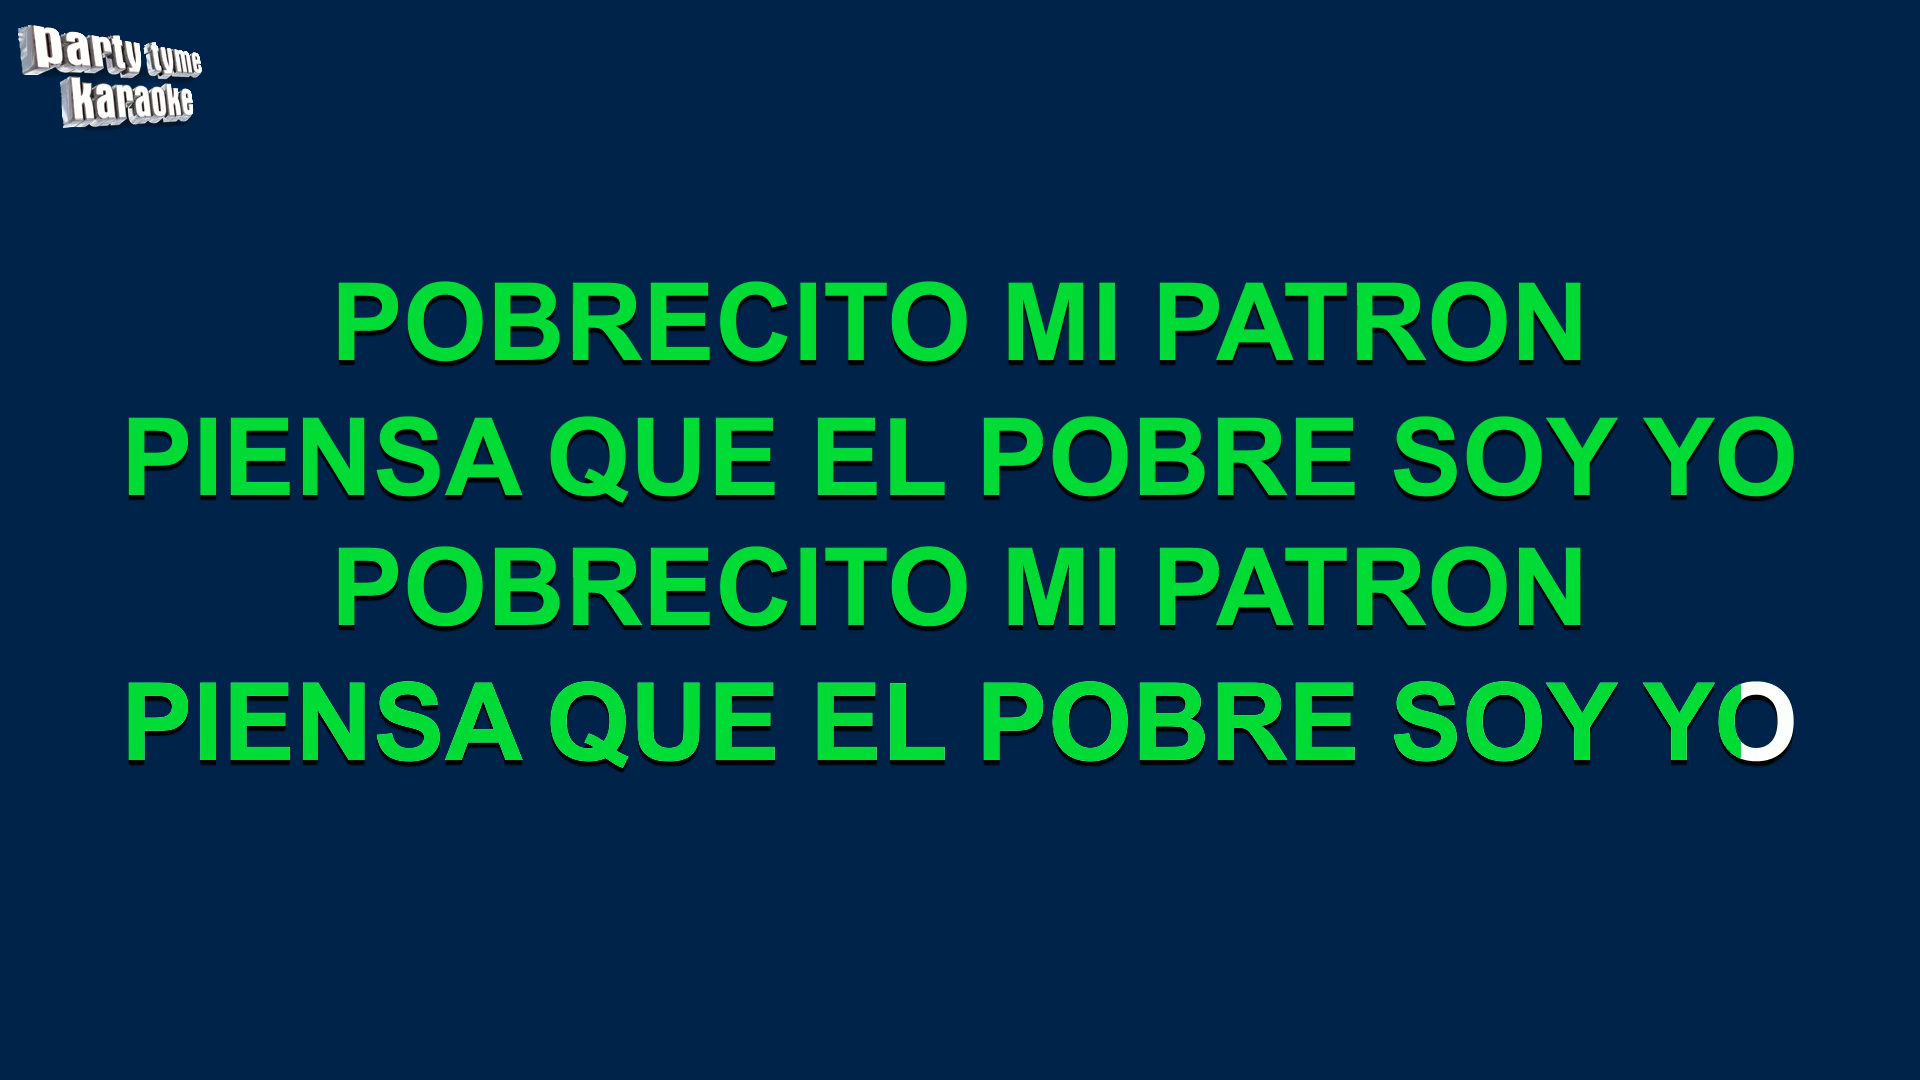 party tyme
karaoke
POBRECITO MI PATRON
PIENSA QUE EL POBRE SOY YO
POBRECITO MI PATRON
PIENSA QUE EL POBRE SOY YO